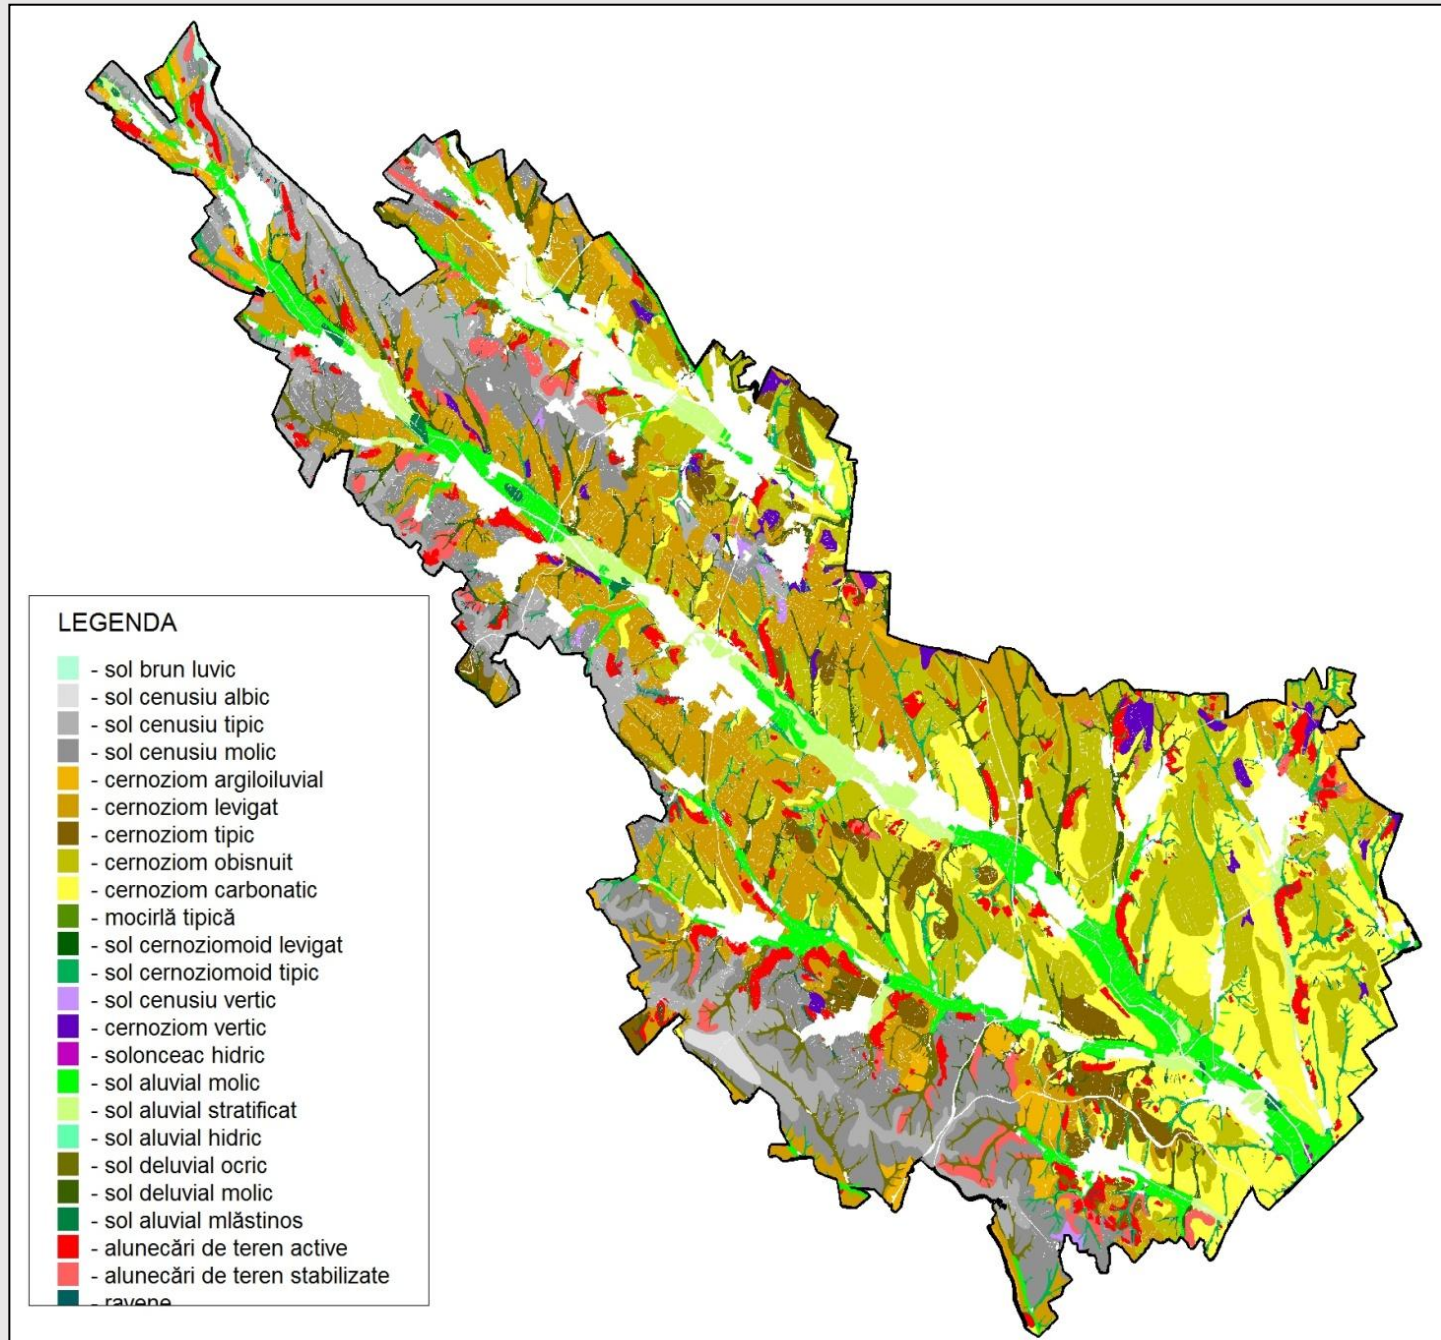 LEGENDA
- sol brun luvic
- sol cenusiu albic
- sol cenusiu tipic
- sol cenusiu molic
- cernoziom argiloiluvial
- cernoziom levigat
- cernoziom tipic
- cernoziom obisnuit
- cernoziom carbonatic
- mocirlă tipică
- sol cernoziomoid levigat
- sol cernoziomoid tipic
- sol cenusiu vertic
- cernoziom vertic
- solonceac hidric
- sol aluvial molic
- sol aluvial stratificat
- sol aluvial hidric
- sol deluvial ocric
- sol deluvial molic
- sol aluvial mlăstinos
- alunecări de teren active
- alunecări de teren stabilizate
- ravene